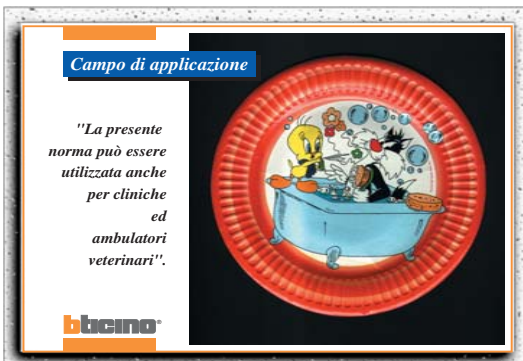 Campo di applicazione
"La presente
norma può essere
utilizzata anche
per cliniche
ed
ambulatori
veterinari".
bticino®